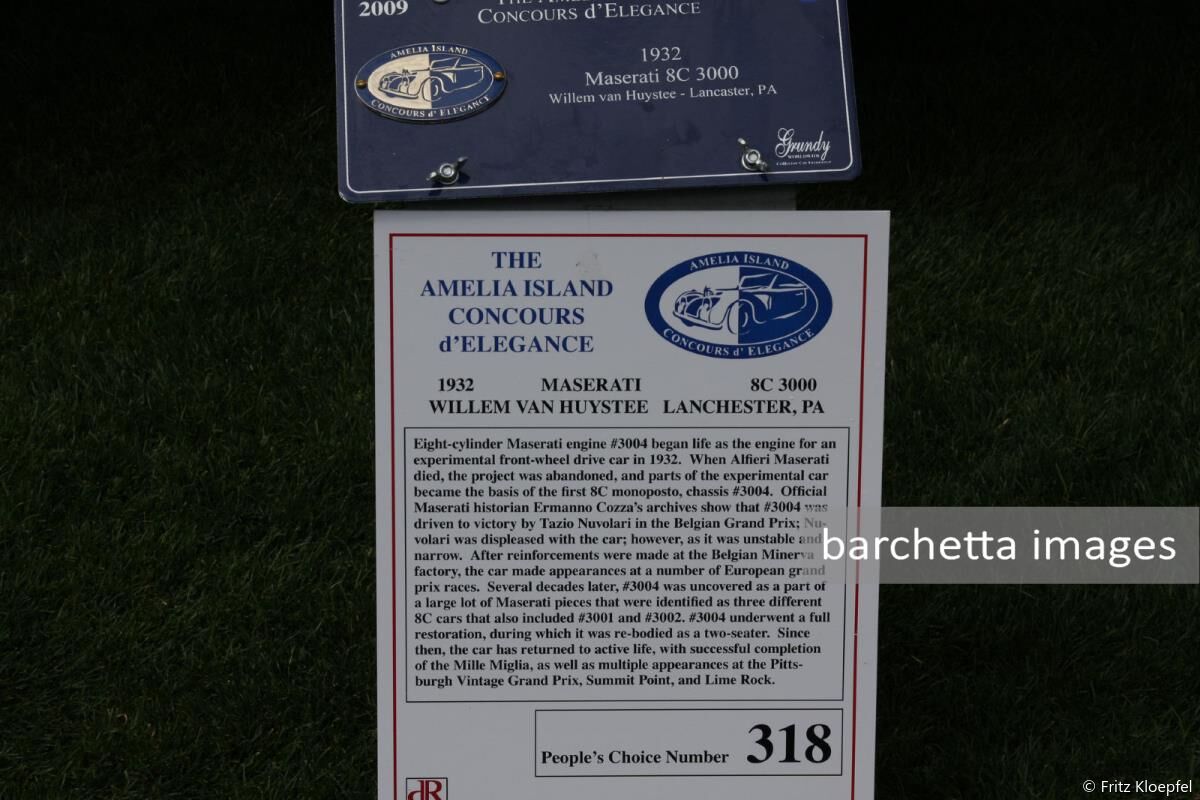 2009
THE AME
CONCOURS d'ELEGANCE
AMELIA ISLAND
CONCOURS d' ELEGANCE
1932
Maserati 8C 3000
Willem van Huystee - Lancaster, PA
Grundy
THE
AMELIA ISLAND
CONCOURS
d'ELEGANCE
AMELIA ISLAND
CONCOURS d' ELEGANCE
1932 MASERATI 8C 3000
WILLEM VAN HUYSTEE LANCHESTER, PA
Eight-cylinder Maserati engine #3004 began life as the engine for an
experimental front-wheel drive car in 1932. When Alfieri Maserati
died, the project was abandoned, and parts of the experimental car
became the basis of the first 8C monoposto, chassis #3004. Official
Maserati historian Ermanno Cozza's archives show that #3004 was
driven to victory by Tazio Nuvolari in the Belgian Grand Prix; Nu-
volari was displeased with the car; however, as it was unstable and
narrow. After reinforcements were made at the Belgian Minerva
factory, the car made appearances at a number of European grand
prix races. Several decades later, #3004 was uncovered as a part of
a large lot of Maserati pieces that were identified as three different
8C cars that also included #3001 and #3002. #3004 underwent a full
restoration, during which it was re-bodied as a two-seater. Since
then, the car has returned to active life, with successful completion
of the Mille Miglia, as well as multiple appearances at the Pitts-
burgh Vintage Grand Prix, Summit Point, and Lime Rock.
People's Choice Number 318
barchetta images
© Fritz Kloepfel